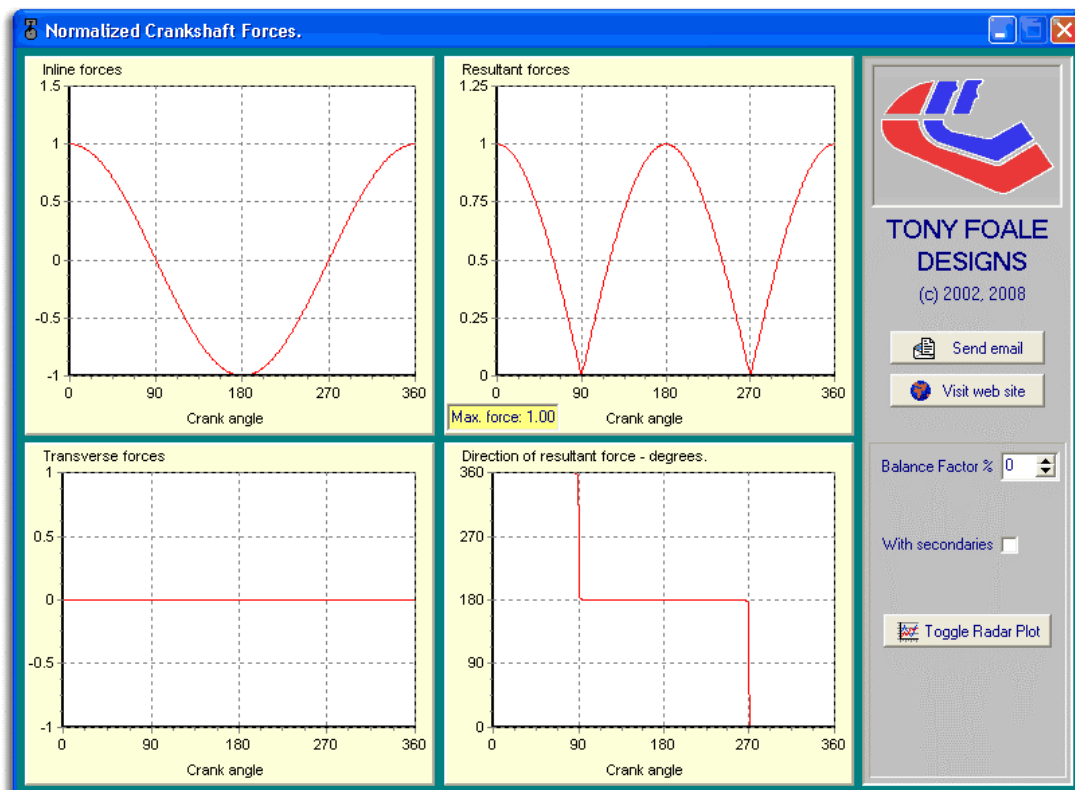 Normalized Crankshaft Forces.
Inline forces
1.5
1
0.5
0
-0.5
-1
0 90 180 270 360
Crank angle
Resultant forces
1.25
1
0.75
0.5
0.25
0
0 90 180 270 360
Max. force: 1.00
Crank angle
Transverse forces
1
0.5
0
-0.5
-1
0 90 180 270 360
Crank angle
Direction of resultant force - degrees.
360
270
180
90
0
0 90 180 270 360
Crank angle
TONY FOALE
DESIGNS
(c) 2002, 2008
Send email
Visit web site
Balance Factor % 0
With secondaries
Toggle Radar Plot